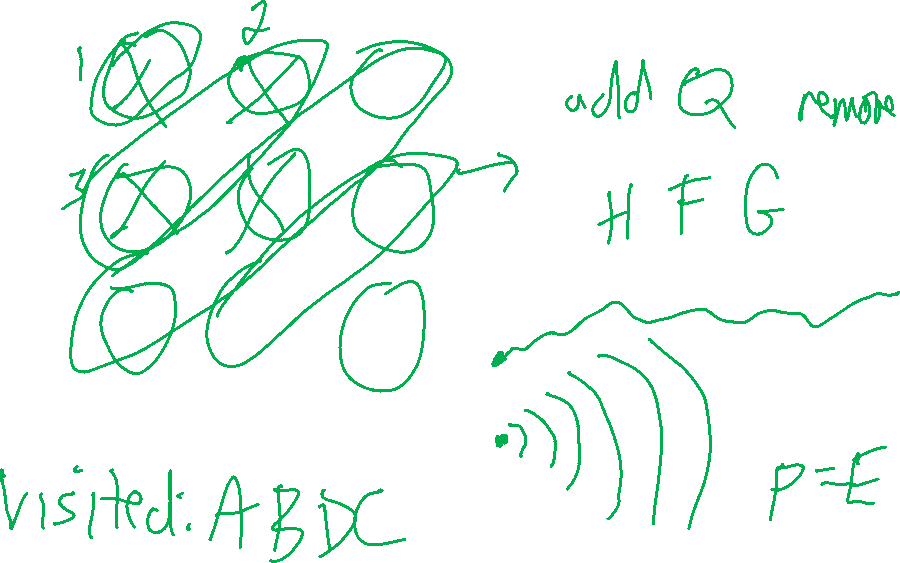 1 2
3
add Q remove
H F G
P=E
Visited: ABDC